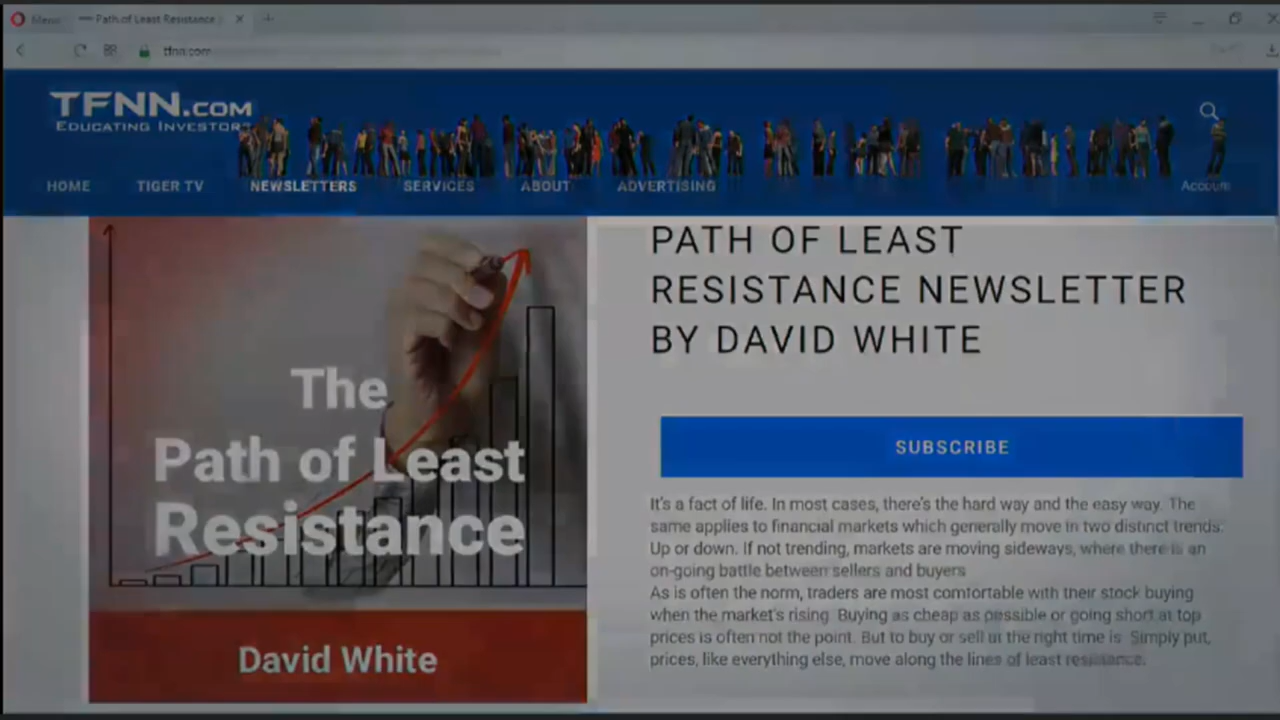 Menu
Path of Least Resistance
tfnn.com
TFNN.COM
EDUCATING INVESTORS
HOME TIGER TV NEWSLETTERS SERVICES ABOUT ADVERTISING Account
The
Path of Least
Resistance
David White
PATH OF LEAST
RESISTANCE NEWSLETTER
BY DAVID WHITE
SUBSCRIBE
It's a fact of life. In most cases, there's the hard way and the easy way. The
same applies to financial markets which generally move in two distinct trends:
Up or down. If not trending, markets are moving sideways, where there is an
on-going battle between sellers and buyers
As is often the norm, traders are most comfortable with their stock buying
when the market's rising. Buying as cheap as possible or going short at top
prices is often not the point. But to buy or sell at the right time is. Simply put,
prices, like everything else, move along the lines of least resistance.